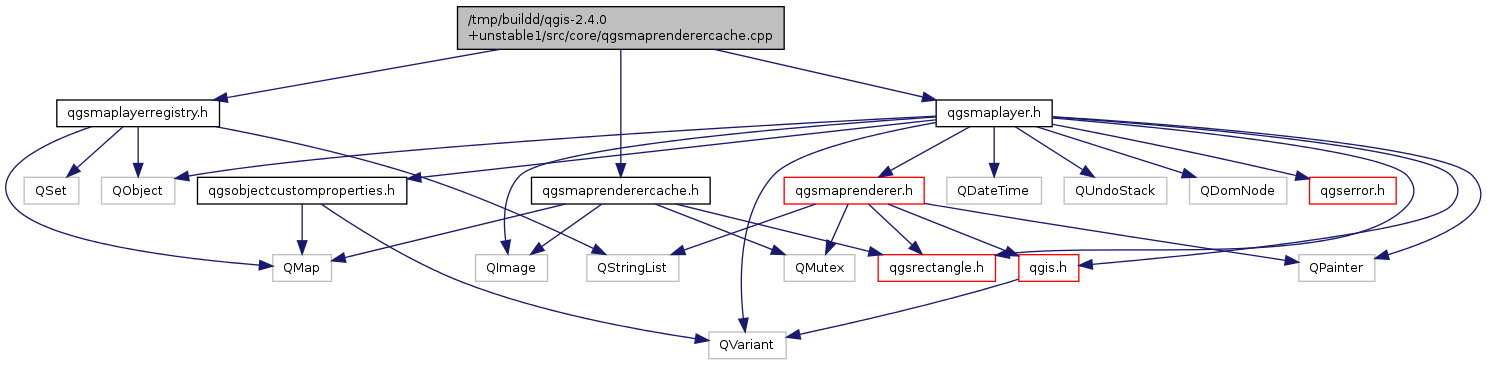 /tmp/buildd/qgis-2.4.0
+unstable1/src/core/qgsmaprenderercache.cpp
qgsmaplayerregistry.h
qgsmaplayer.h
QSet
QObject
qgsobjectcustomproperties.h
qgsmaprenderercache.h
qgsmaprenderer.h
QDateTime
QUndoStack
QDomNode
qgserror.h
QMap
QImage
QStringList
QMutex
qgsrectangle.h
qgis.h
QPainter
QVariant